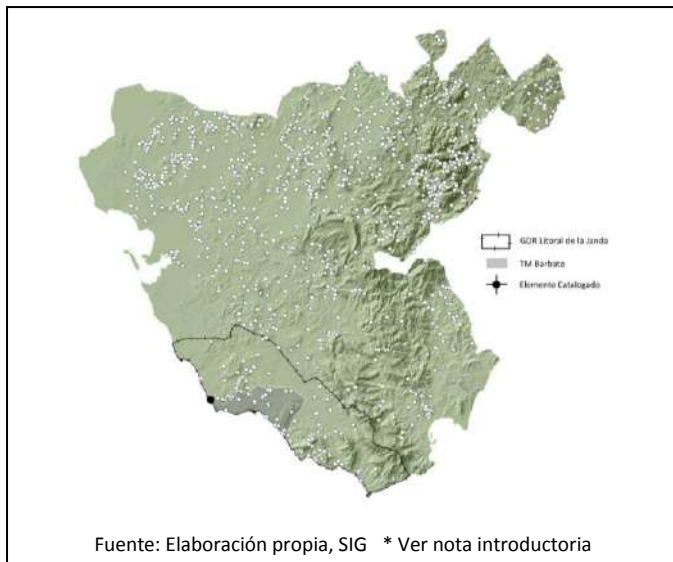 GDR Litoral de la Janda
TM Barbate
Elemento Catalogado
Fuente: Elaboración propia, SIG * Ver nota introductoria